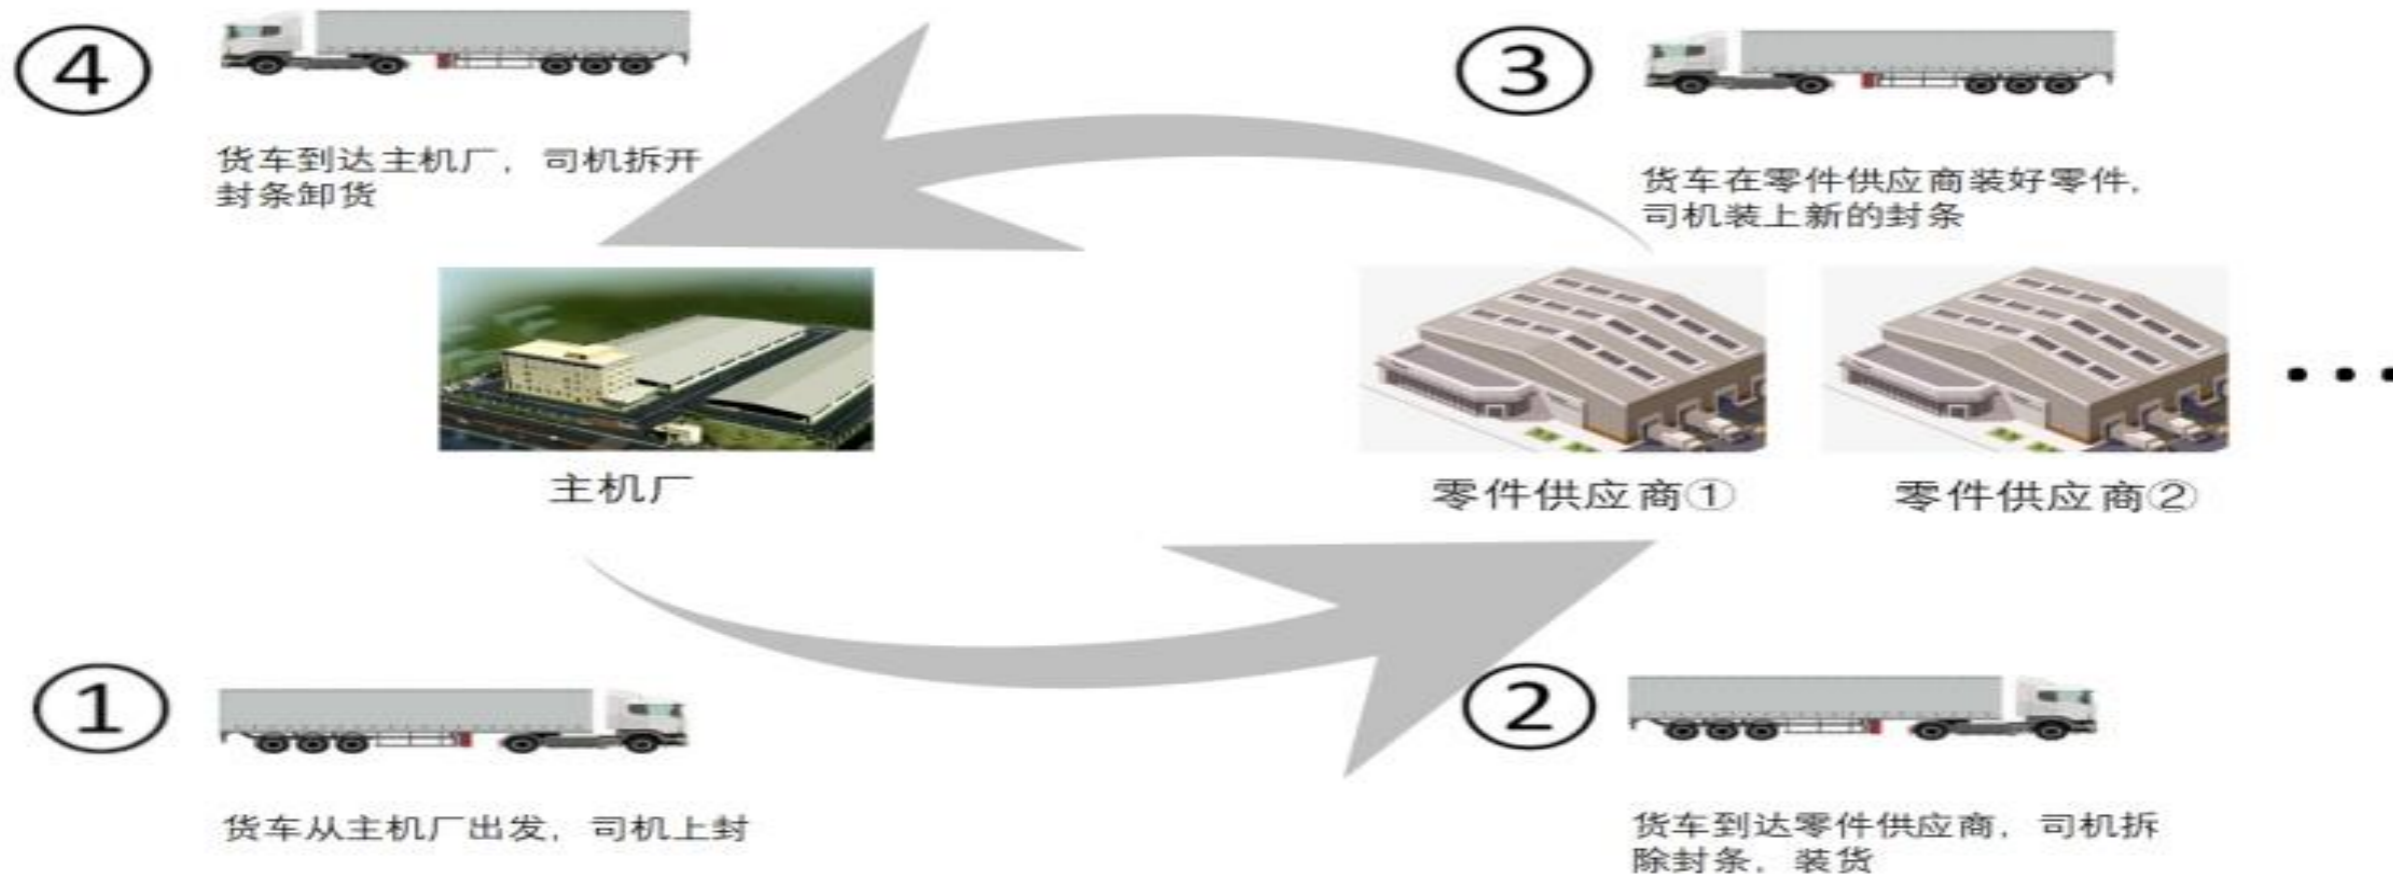 ④
货车到达主机厂，司机拆开
封条卸货
③
货车在零件供应商装好零件，
司机装上新的封条
主机厂
零件供应商①
零件供应商②
...
①
货车从主机厂出发，司机上封
②
货车到达零件供应商，司机拆
除封条，装货